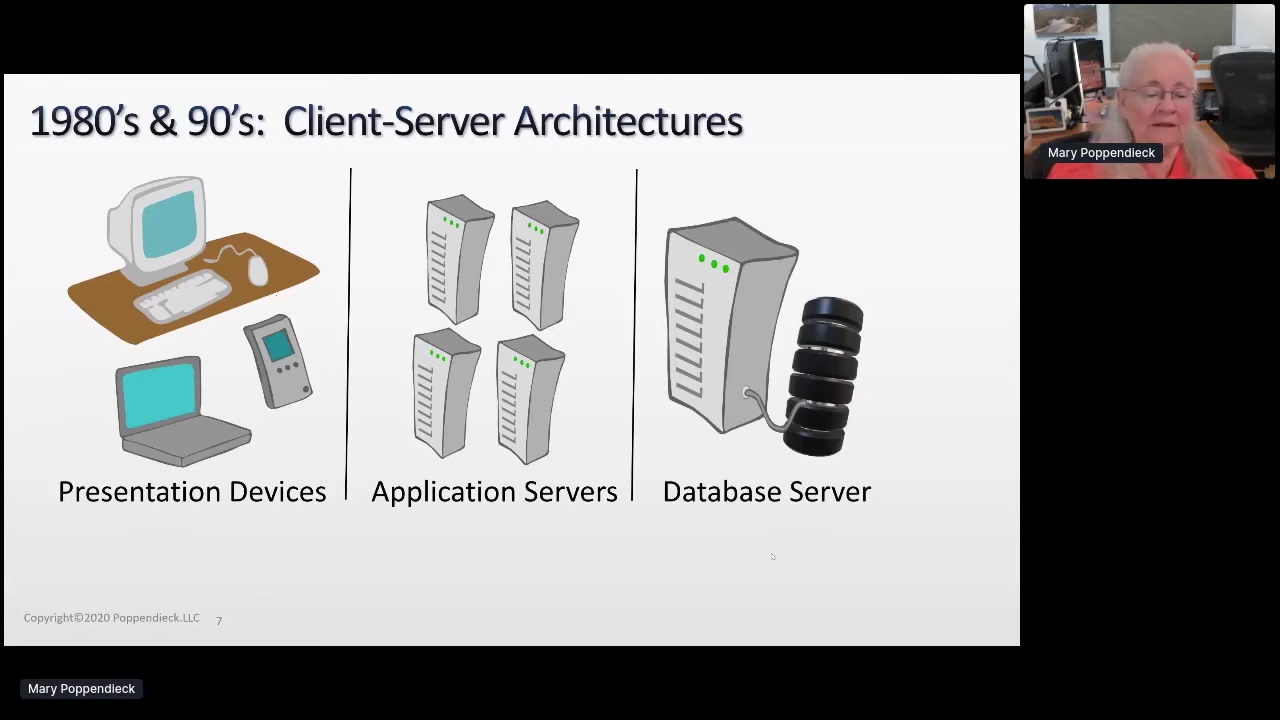 1980’s & 90’s:  Client-Server Architectures
Presentation Devices
Application Servers
Database Server
Copyright©2020 Poppendieck.LLC 7
Mary Poppendieck
Mary Poppendieck